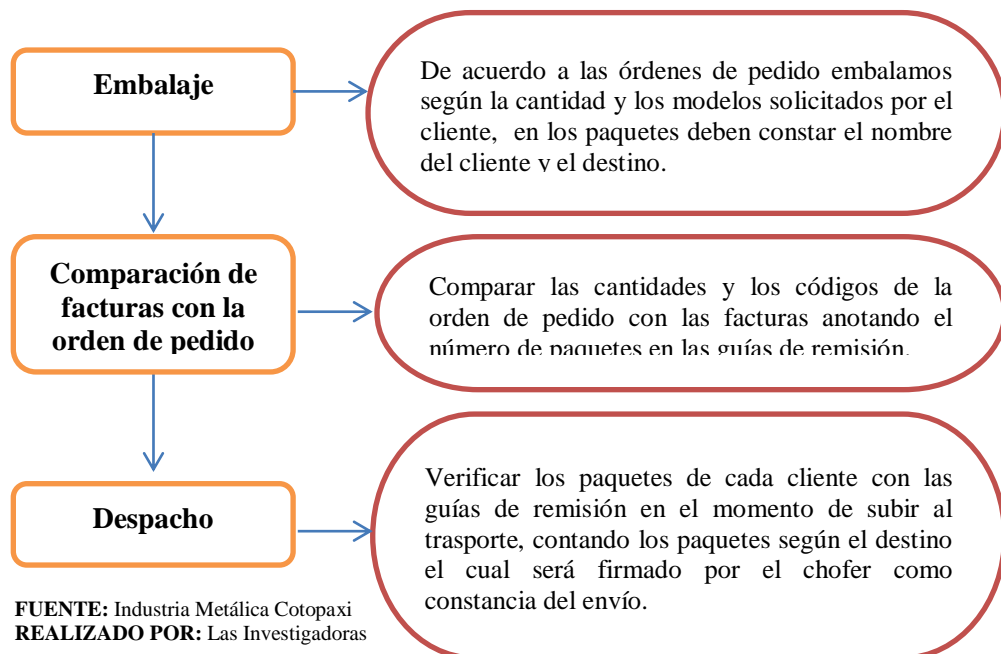 Embalaje
De acuerdo a las órdenes de pedido embalamos
según la cantidad y los modelos solicitados por el
cliente, en los paquetes deben constar el nombre
del cliente y el destino.
Comparación de
facturas con la
orden de pedido
Comparar las cantidades y los códigos de la
orden de pedido con las facturas anotando el
número de paquetes en las guías de remisión.
Despacho
Verificar los paquetes de cada cliente con las
guías de remisión en el momento de subir al
trasporte, contando los paquetes según el destino
el cual será firmado por el chofer como
constancia del envío.
FUENTE: Industria Metálica Cotopaxi
REALIZADO POR: Las Investigadoras